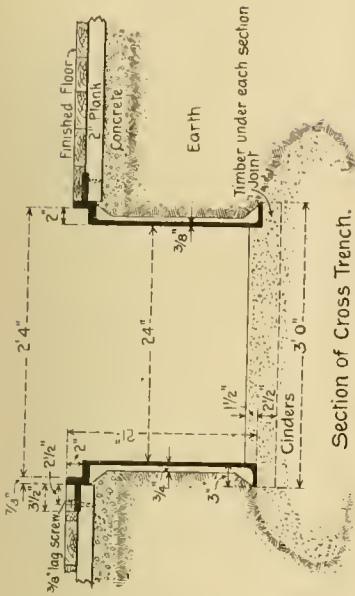 Finished Floor
2" Plank
Concrete
Earth
Timber under each section
Joint
2'4"
2"
24"
3/8"
7/8"
3 1/2"
2 1/2"
3/8" lag screw
2"
21"
3/4"
3"
1 1/2"
2 1/2"
Cinders
3'0"
Section of Cross Trench.